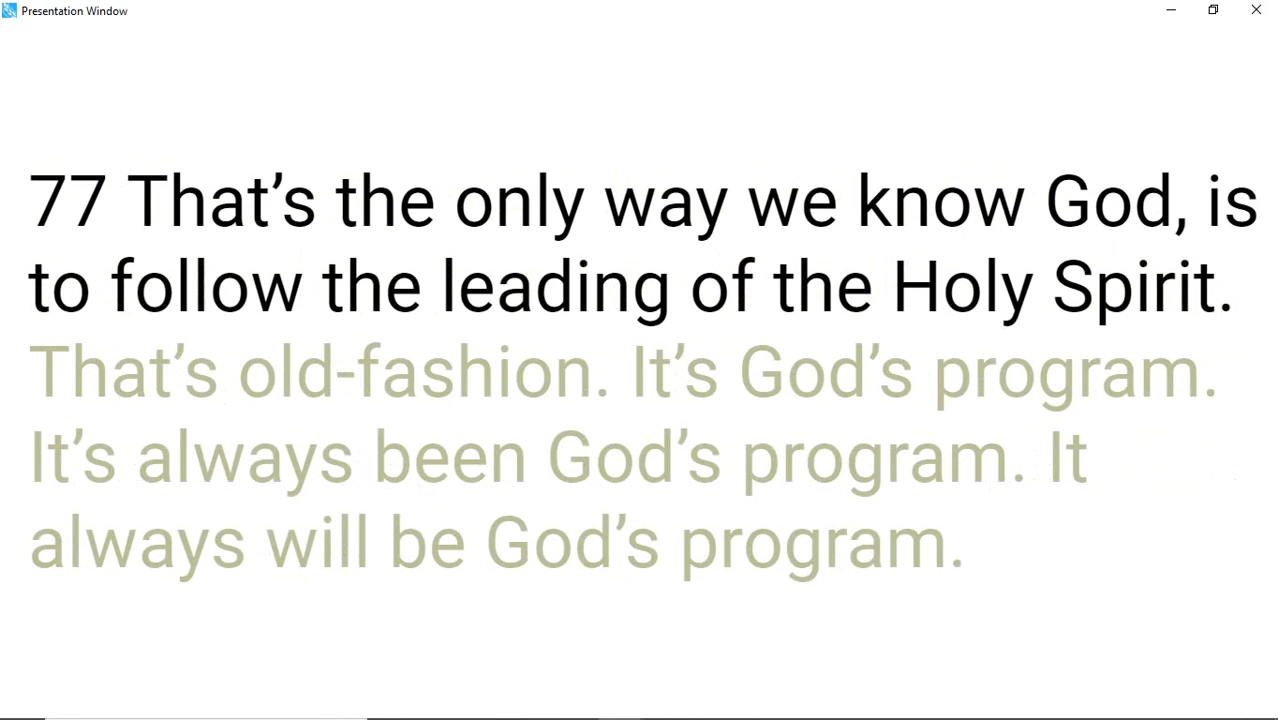 Presentation Window
77 That’s the only way we know God, is
to follow the leading of the Holy Spirit.
That’s old-fashion. It’s God’s program.
It’s always been God’s program. It
always will be God’s program.